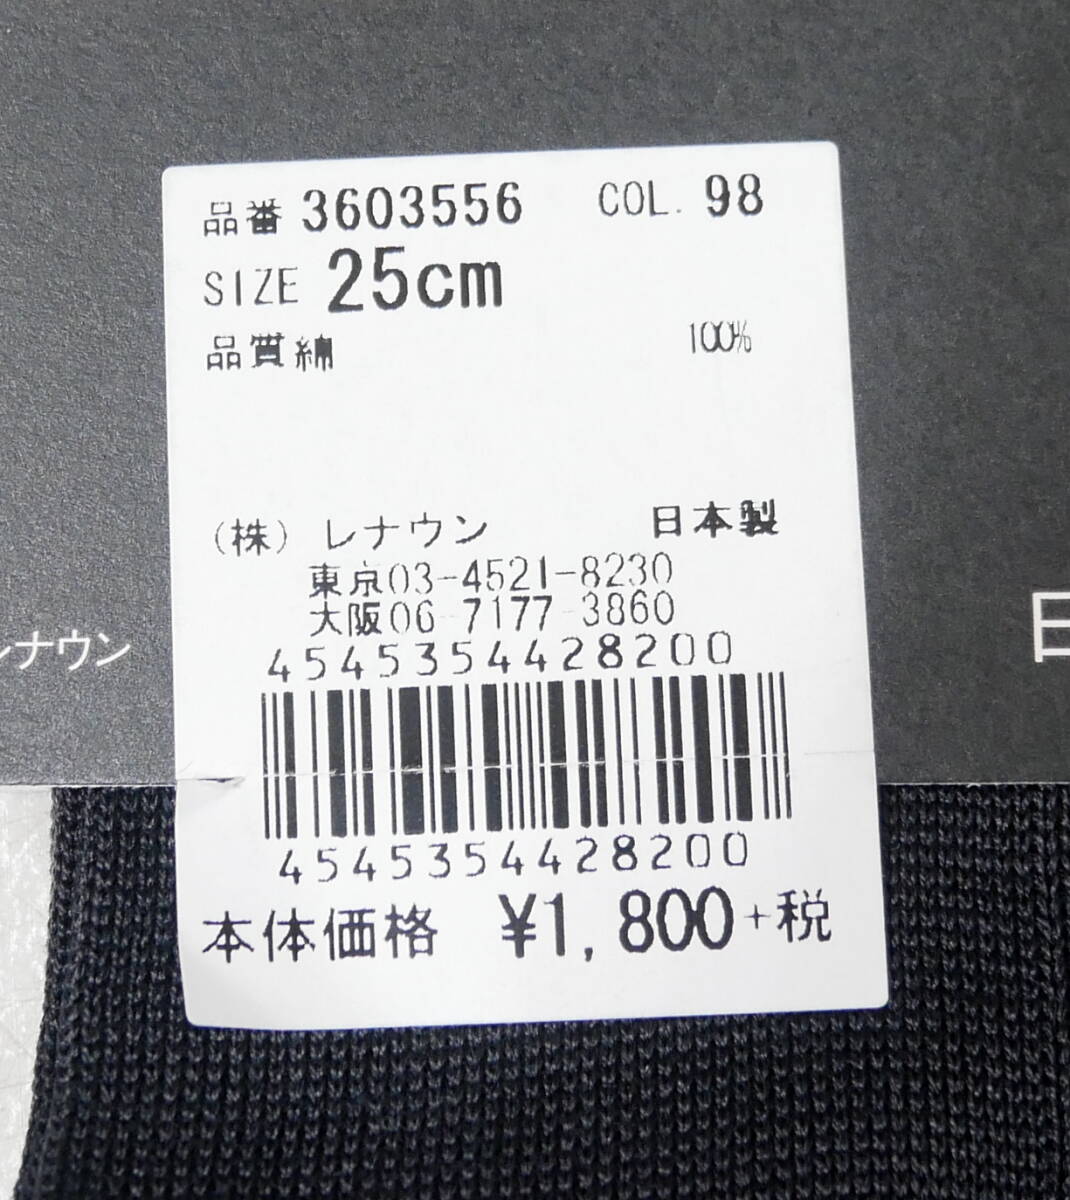 品番 3603556 COL. 98
SIZE 25cm
品質 綿 100%
(株) レナウン 日本製
東京03-4521-8230
大阪06-7177-3860
4545354428200
4545354428200
本体価格 ¥1,800+税
レナウン
日